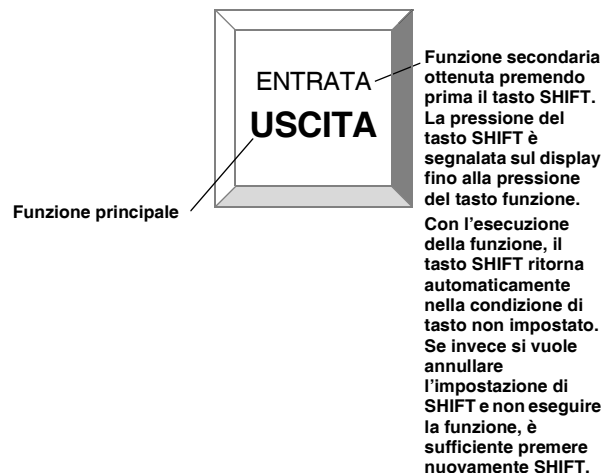 ENTRATA
USCITA
Funzione principale
Funzione secondaria
ottenuta premendo
prima il tasto SHIFT.
La pressione del
tasto SHIFT è
segnalata sul display
fino alla pressione
del tasto funzione.
Con l'esecuzione
della funzione, il
tasto SHIFT ritorna
automaticamente
nella condizione di
tasto non impostato.
Se invece si vuole
annullare
l'impostazione di
SHIFT e non eseguire
la funzione, è
sufficiente premere
nuovamente SHIFT.